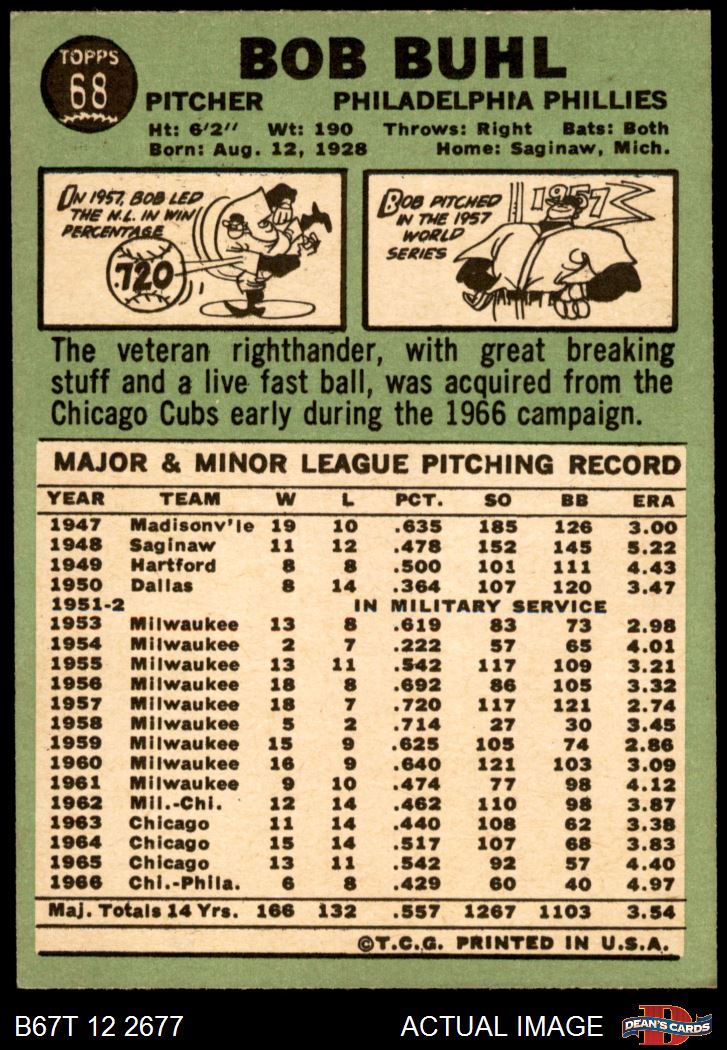 TOPPS
68
BOB BUHL
PITCHER PHILADELPHIA PHILLIES
Ht: 6'2" Wt: 190 Throws: Right Bats: Both
Born: Aug. 12, 1928 Home: Saginaw, Mich.
IN 1957, BOB LED
THE N.L. IN WIN
PERCENTAGE
.720
BOB PITCHED
IN THE 1957
WORLD
SERIES
1957
The veteran righthander, with great breaking
stuff and a live fast ball, was acquired from the
Chicago Cubs early during the 1966 campaign.
MAJOR & MINOR LEAGUE PITCHING RECORD
YEAR TEAM W L PCT. SO BB ERA
1947 Madisonv'le 19 10 .635 185 126 3.00
1948 Saginaw 11 12 .478 152 145 5.22
1949 Hartford 8 8 .500 101 111 4.43
1950 Dallas 8 14 .364 107 120 3.47
1951-2 IN MILITARY SERVICE
1953 Milwaukee 13 8 .619 83 73 2.98
1954 Milwaukee 2 7 .222 57 65 4.01
1955 Milwaukee 13 11 .542 117 109 3.21
1956 Milwaukee 18 8 .692 86 105 3.32
1957 Milwaukee 18 7 .720 117 121 2.74
1958 Milwaukee 5 2 .714 27 30 3.45
1959 Milwaukee 15 9 .625 105 74 2.86
1960 Milwaukee 16 9 .640 121 103 3.09
1961 Milwaukee 9 10 .474 77 98 4.12
1962 Mil.-Chi. 12 14 .462 110 98 3.87
1963 Chicago 11 14 .440 108 62 3.38
1964 Chicago 15 14 .517 107 68 3.83
1965 Chicago 13 11 .542 92 57 4.40
1966 Chi.-Phila. 6 8 .429 60 40 4.97
Maj. Totals 14 Yrs. 166 132 .557 1267 1103 3.54
©T.C.G. PRINTED IN U.S.A.
B67T 12 2677 ACTUAL IMAGE
D
DEAN'S CARDS